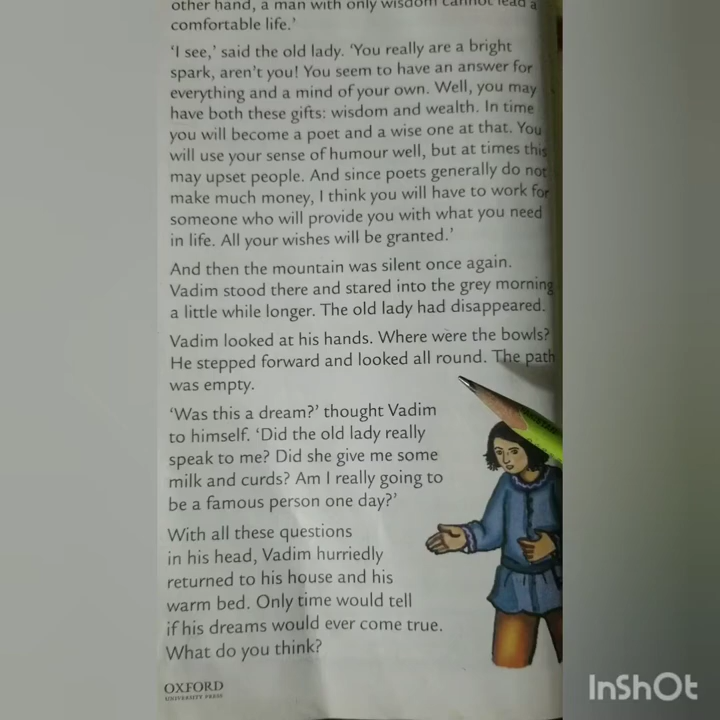 other hand, a man with only wisdom cannot lead a
comfortable life.’
‘I see,’ said the old lady. ‘You really are a bright
spark, aren’t you! You seem to have an answer for
everything and a mind of your own. Well, you may
have both these gifts: wisdom and wealth. In time
you will become a poet and a wise one at that. You
will use your sense of humour well, but at times this
may upset people. And since poets generally do not
make much money, I think you will have to work for
someone who will provide you with what you need
in life. All your wishes will be granted.’
And then the mountain was silent once again.
Vadim stood there and stared into the grey morning
a little while longer. The old lady had disappeared.
Vadim looked at his hands. Where were the bowls?
He stepped forward and looked all round. The path
was empty.
‘Was this a dream?’ thought Vadim
to himself. ‘Did the old lady really
speak to me? Did she give me some
milk and curds? Am I really going to
be a famous person one day?’
With all these questions
in his head, Vadim hurriedly
returned to his house and his
warm bed. Only time would tell
if his dreams would ever come true.
What do you think?
OXFORD
UNIVERSITY PRESS
InShOt